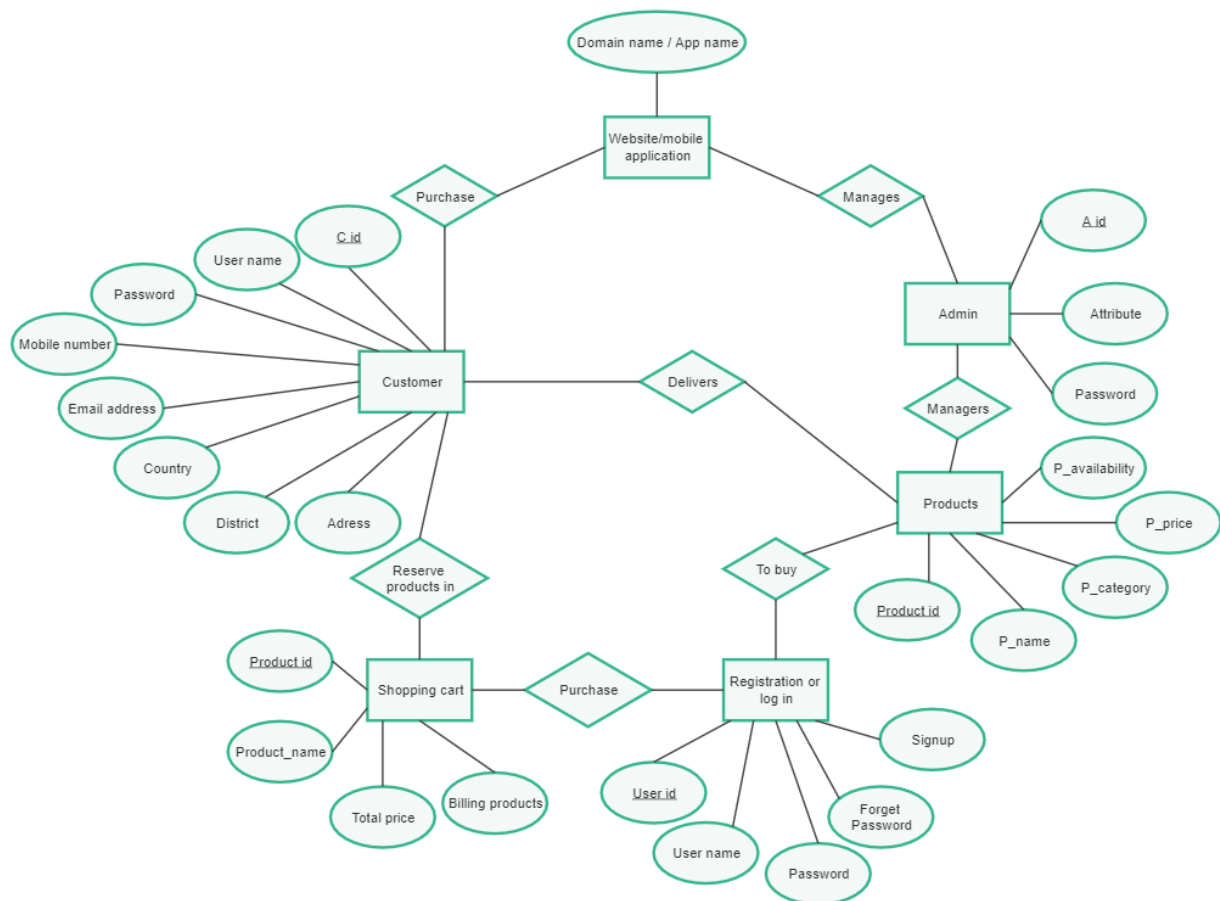 Domain name / App name
Website/mobile
application
Purchase
Manages
C id
A id
User name
Password
Attribute
Admin
Mobile number
Customer
Delivers
Password
Email address
Managers
Country
P_availability
District
Adress
Products
P_price
Reserve
products in
To buy
P_category
Product id
P_name
Product id
Shopping cart
Purchase
Registration or
log in
Product_name
Signup
Total price
Billing products
User id
Forget
Password
User name
Password